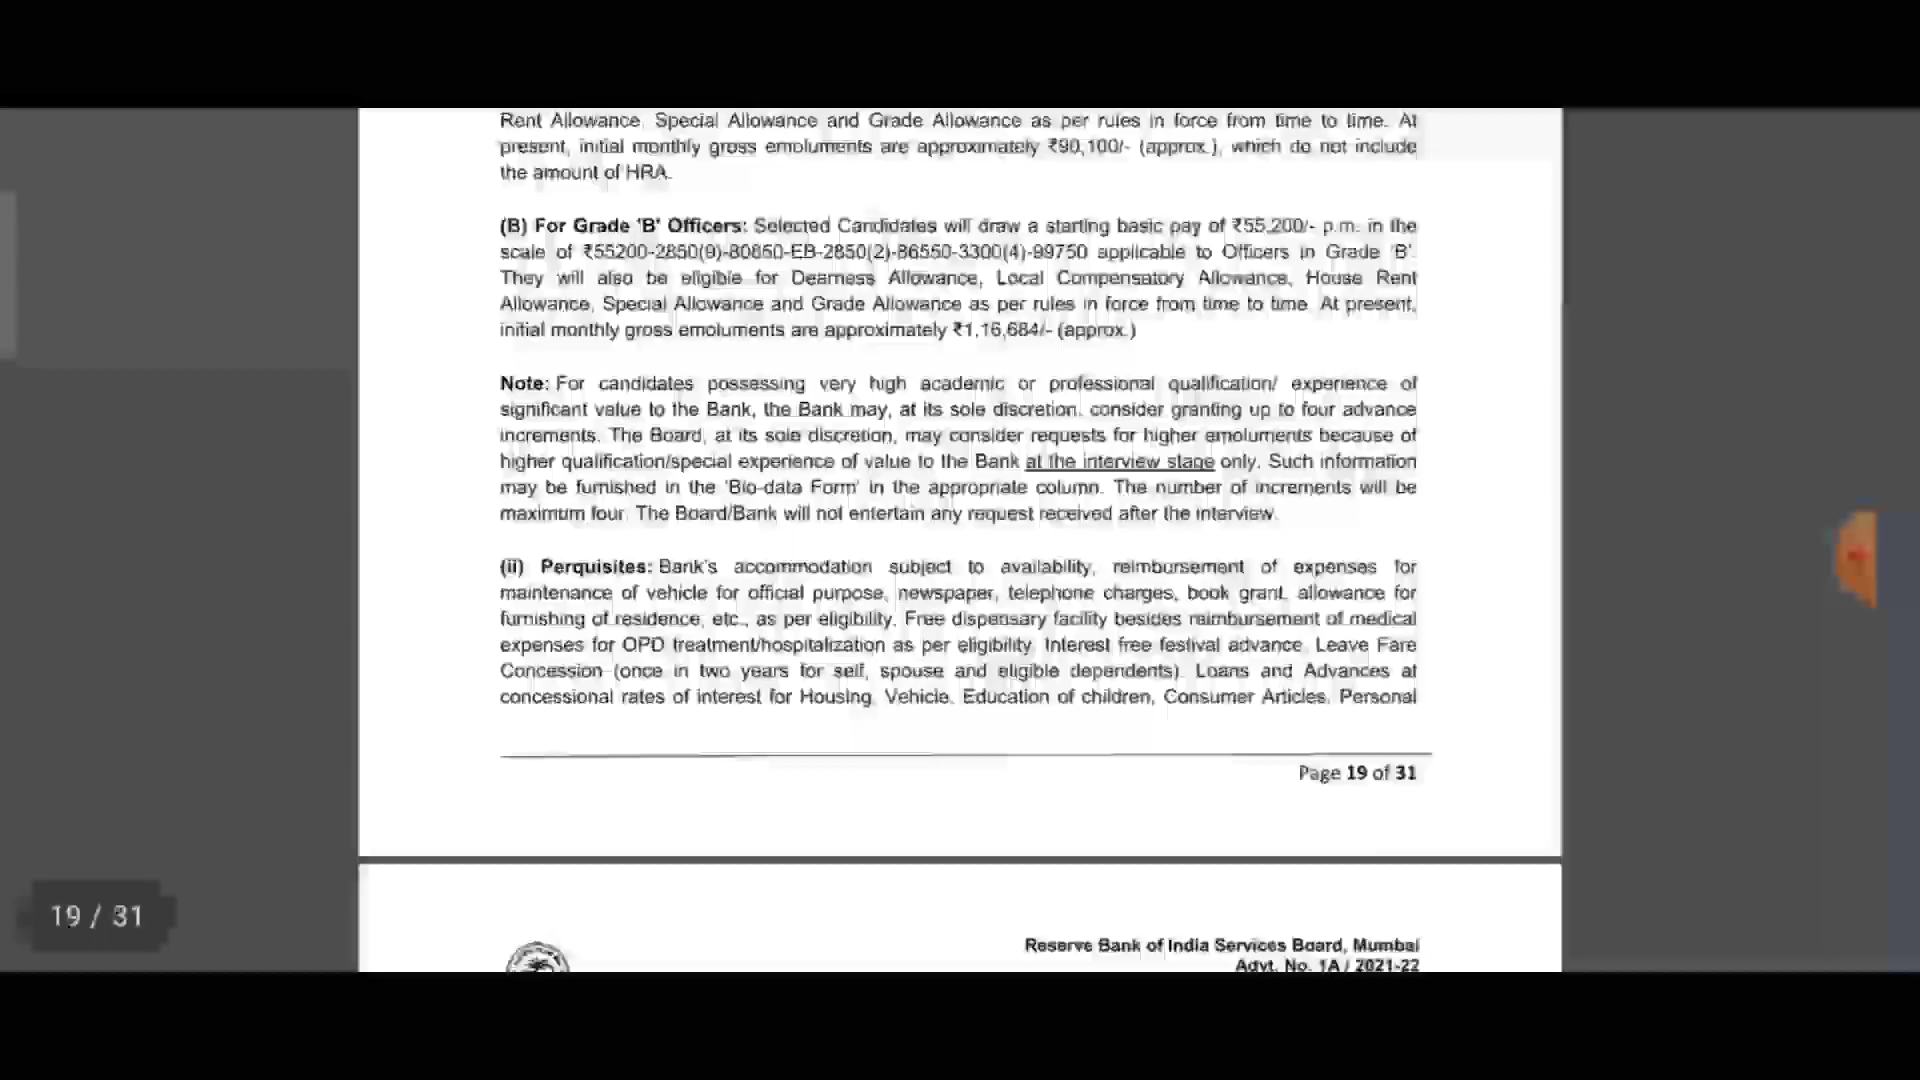 Rent Allowance, Special Allowance and Grade Allowance as per rules in force from time to time. At
present, initial monthly gross emoluments are approximately ₹90,100/- (approx.), which do not include
the amount of HRA.
(B) For Grade 'B' Officers: Selected Candidates will draw a starting basic pay of ₹55,200/- p.m. in the
scale of ₹55200-2850(9)-80850-EB-2850(2)-86550-3300(4)-99750 applicable to Officers in Grade 'B'.
They will also be eligible for Dearness Allowance, Local Compensatory Allowance, House Rent
Allowance, Special Allowance and Grade Allowance as per rules in force from time to time. At present,
initial monthly gross emoluments are approximately ₹1,16,684/- (approx.)
Note: For candidates possessing very high academic or professional qualification/ experience of
significant value to the Bank, the Bank may, at its sole discretion, consider granting up to four advance
increments. The Board, at its sole discretion, may consider requests for higher emoluments because of
higher qualification/special experience of value to the Bank at the interview stage only. Such information
may be furnished in the 'Bio-data Form' in the appropriate column. The number of increments will be
maximum four. The Board/Bank will not entertain any request received after the interview.
(ii) Perquisites: Bank's accommodation subject to availability, reimbursement of expenses for
maintenance of vehicle for official purpose, newspaper, telephone charges, book grant, allowance for
furnishing of residence, etc., as per eligibility. Free dispensary facility besides reimbursement of medical
expenses for OPD treatment/hospitalization as per eligibility. Interest free festival advance, Leave Fare
Concession (once in two years for self, spouse and eligible dependents). Loans and Advances at
concessional rates of interest for Housing, Vehicle, Education of children, Consumer Articles, Personal
Page 19 of 31
19 / 31
Reserve Bank of India Services Board, Mumbai
Advt. No. 1A / 2021-22